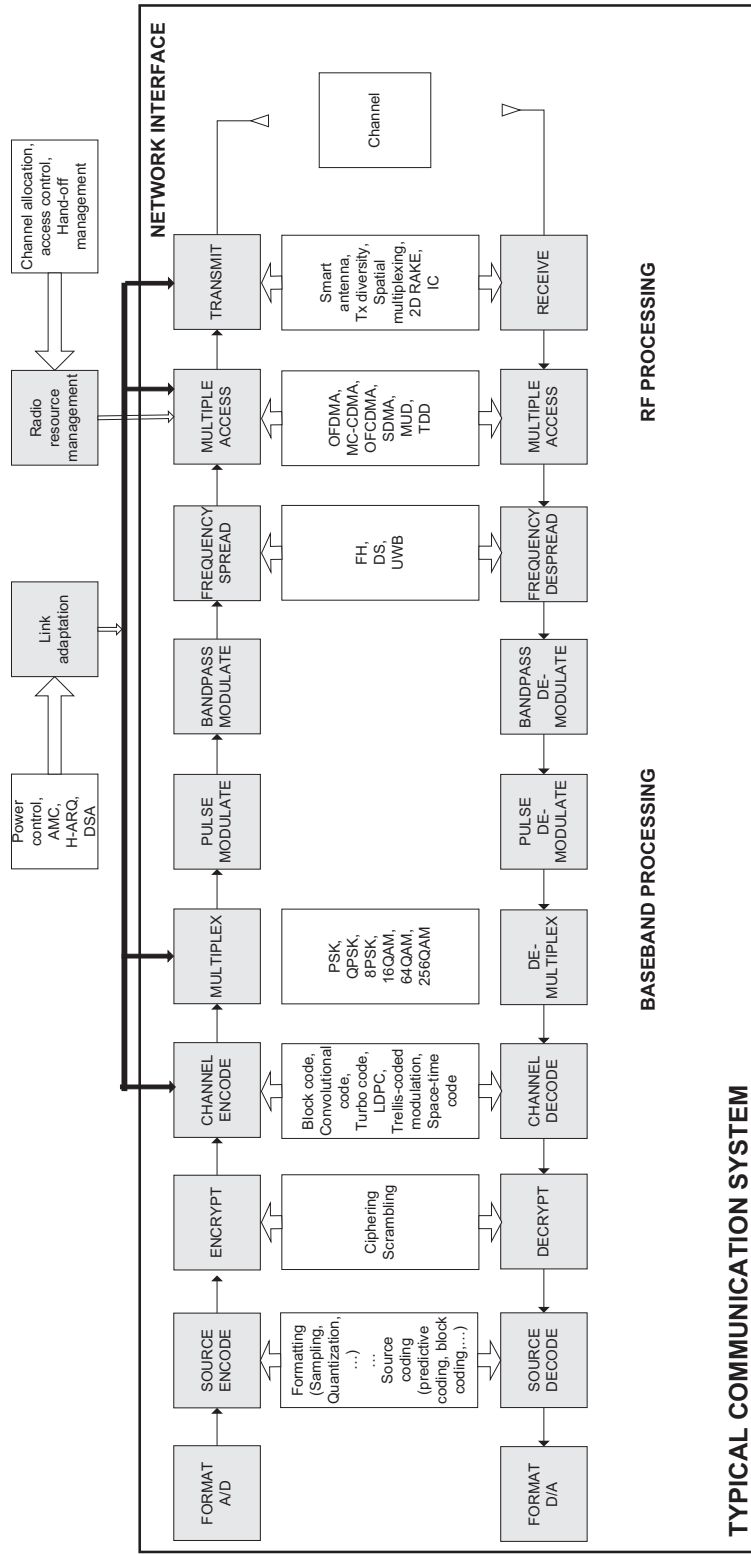 Power
control,
AMC,
H-ARQ,
DSA
Link
adaptation
Radio
resource
management
Channel allocation,
access control,
Hand-off
management
NETWORK INTERFACE
FORMAT
A/D
SOURCE
ENCODE
ENCRYPT
CHANNEL
ENCODE
MULTIPLEX
PULSE
MODULATE
BANDPASS
MODULATE
FREQUENCY
SPREAD
MULTIPLE
ACCESS
TRANSMIT
Formatting
(Sampling,
Quantization,
…)
…
Source
coding
(predictive
coding, block
coding,…)
Ciphering
Scrambling
Block code,
Convolutional
code,
Turbo code,
LDPC,
Trellis-coded
modulation,
Space-time
code
PSK,
QPSK,
8PSK,
16QAM,
64QAM,
256QAM
FH,
DS,
UWB
OFDMA,
MC-CDMA,
OFCDMA,
SDMA,
MUD,
TDD
Smart
antenna,
Tx diversity,
Spatial
multiplexing,
2D RAKE,
IC
Channel
FORMAT
D/A
SOURCE
DECODE
DECRYPT
CHANNEL
DECODE
DE-
MULTIPLEX
PULSE
DE-
MODULATE
BANDPASS
DE-
MODULATE
FREQUENCY
DESPREAD
MULTIPLE
ACCESS
RECEIVE
BASEBAND PROCESSING
RF PROCESSING
TYPICAL COMMUNICATION SYSTEM